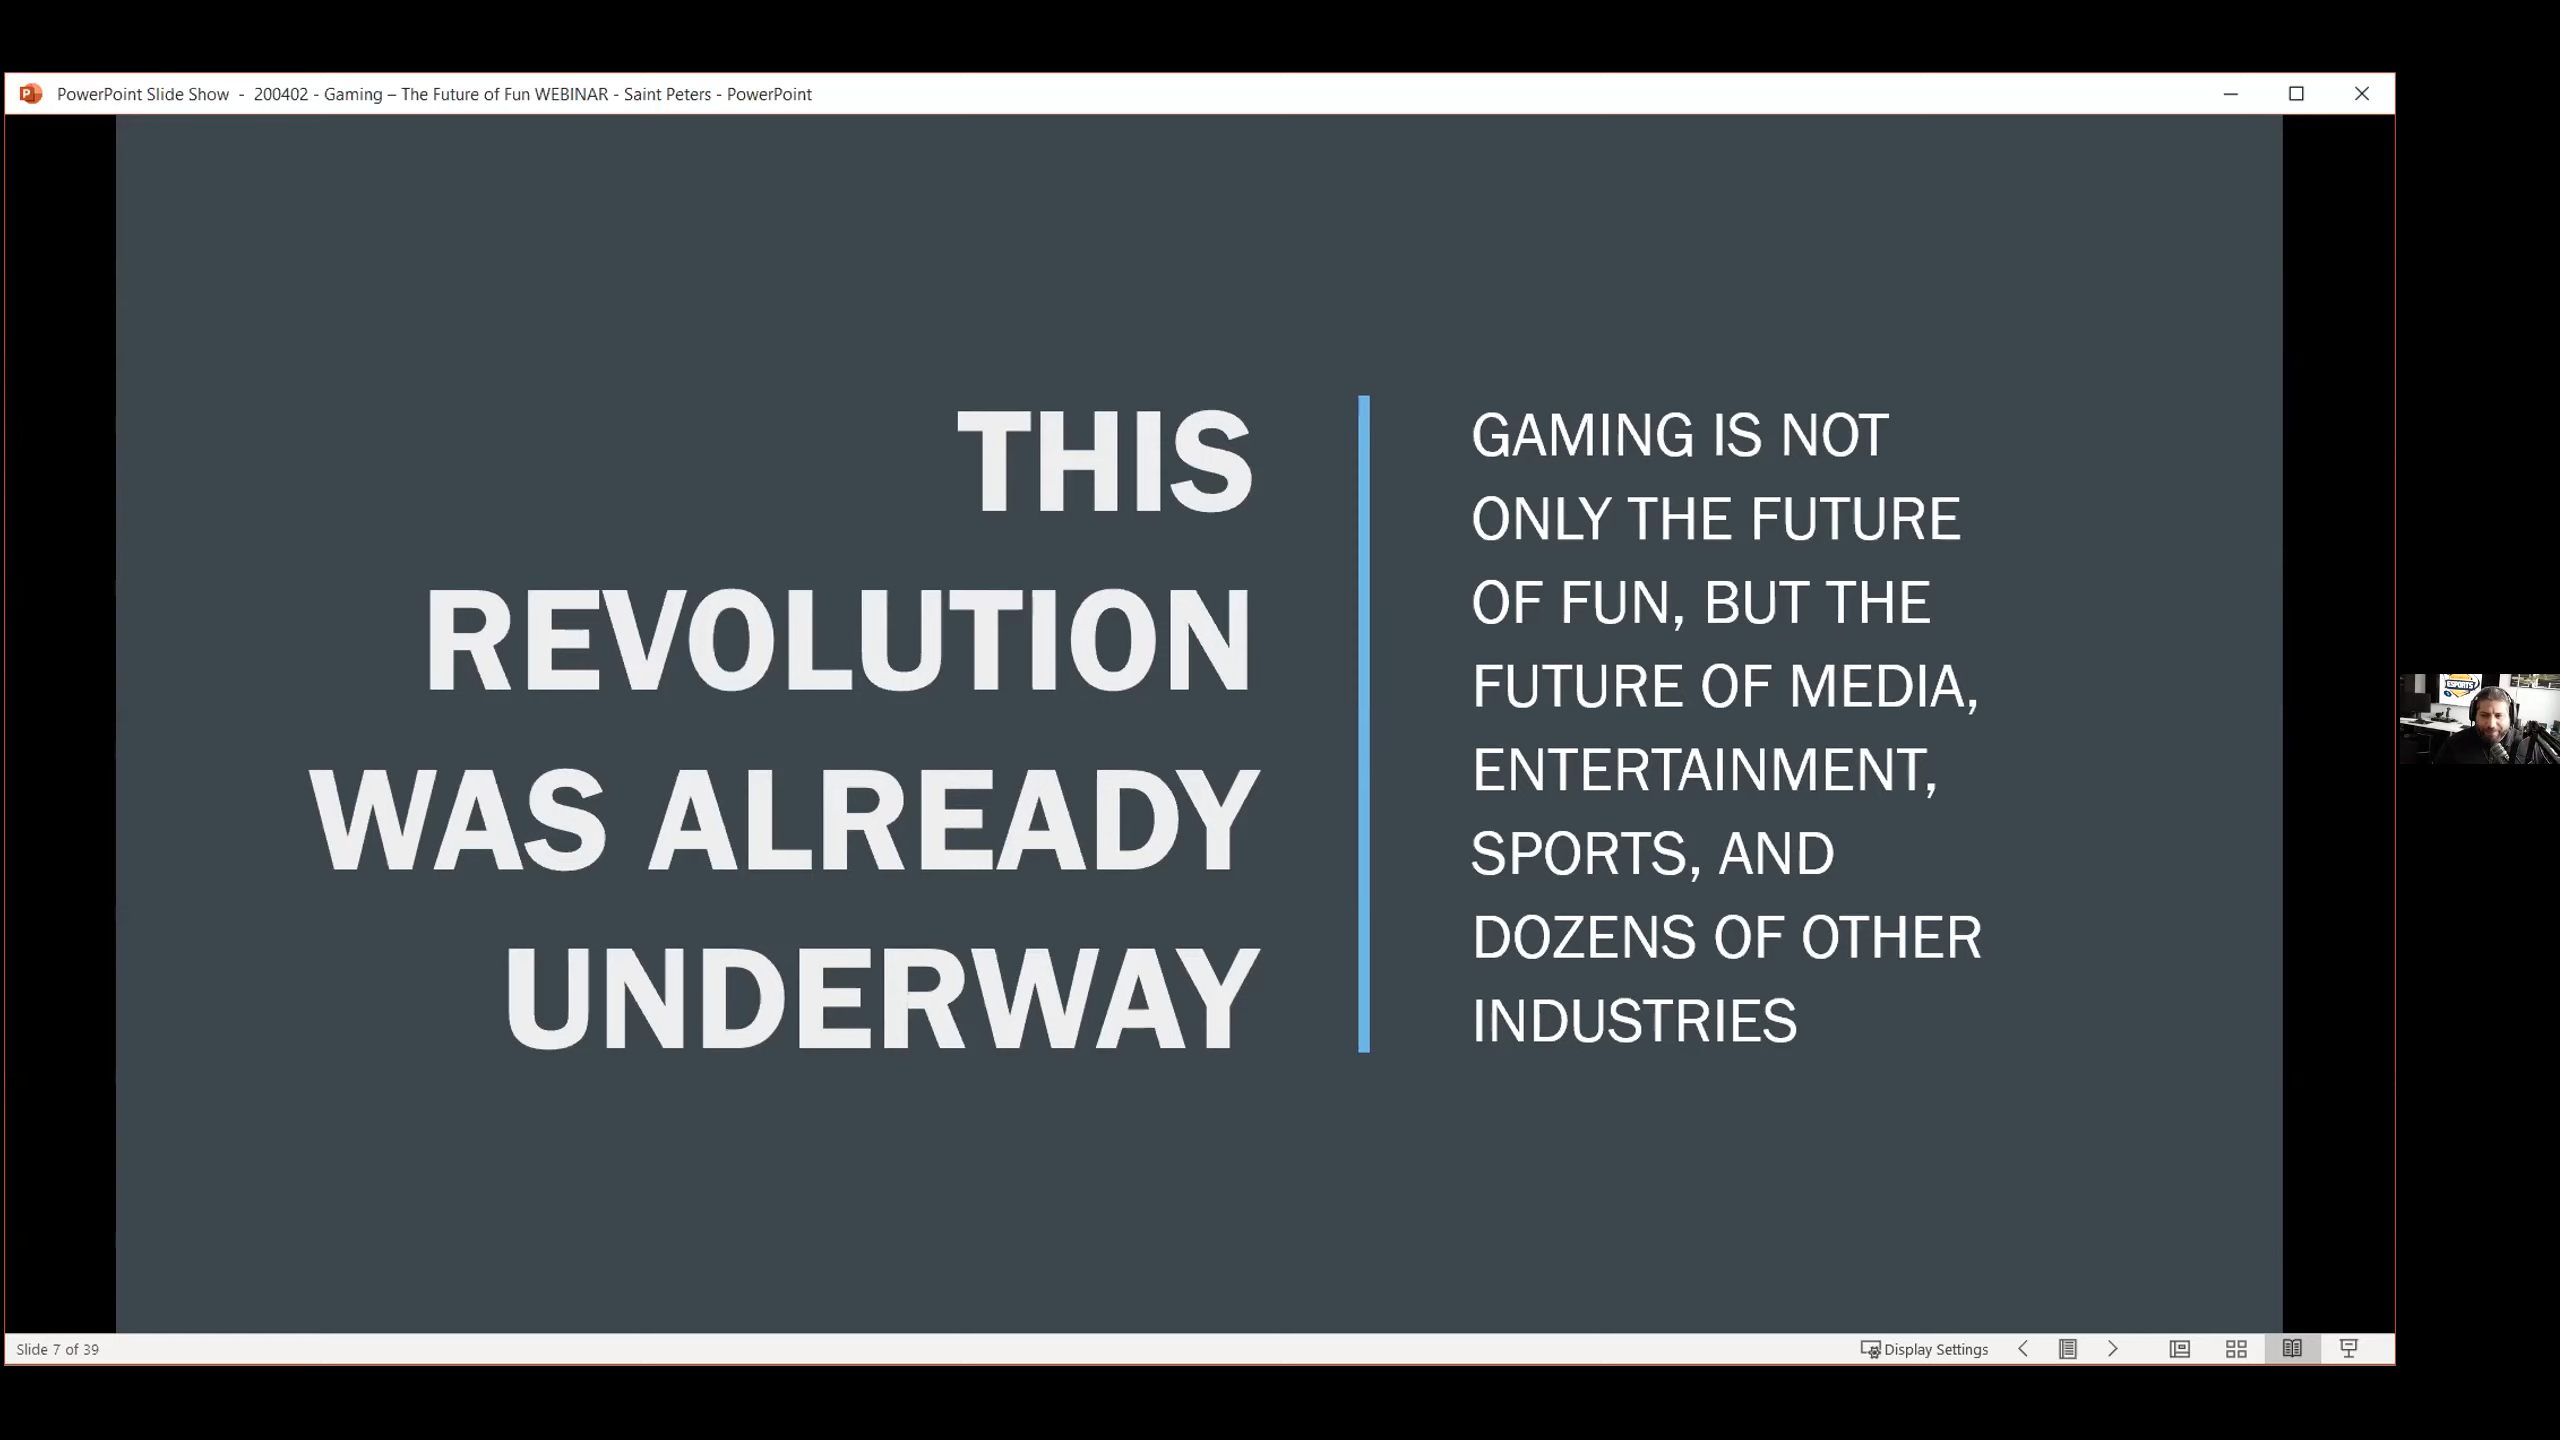 PowerPoint Slide Show - 200402 - Gaming – The Future of Fun WEBINAR - Saint Peters - PowerPoint
THIS
REVOLUTION
WAS ALREADY
UNDERWAY
GAMING IS NOT
ONLY THE FUTURE
OF FUN, BUT THE
FUTURE OF MEDIA,
ENTERTAINMENT,
SPORTS, AND
DOZENS OF OTHER
INDUSTRIES
ESPORTS
Slide 7 of 39
Display Settings